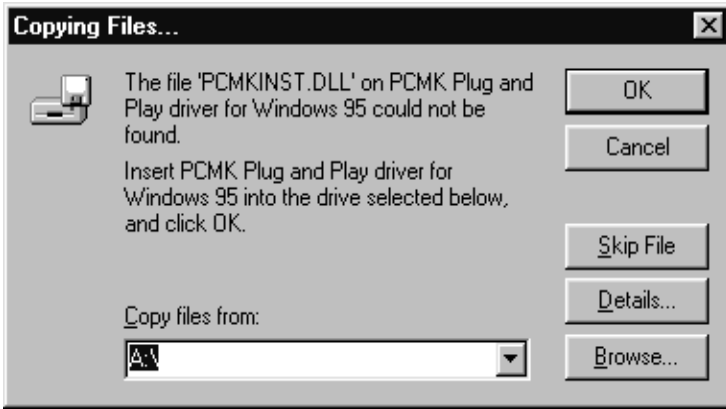 Copying Files...
The file 'PCMKINST.DLL' on PCMK Plug and
Play driver for Windows 95 could not be
found.
Insert PCMK Plug and Play driver for
Windows 95 into the drive selected below,
and click OK.
Copy files from:
A:\
OK
Cancel
Skip File
Details...
Browse...